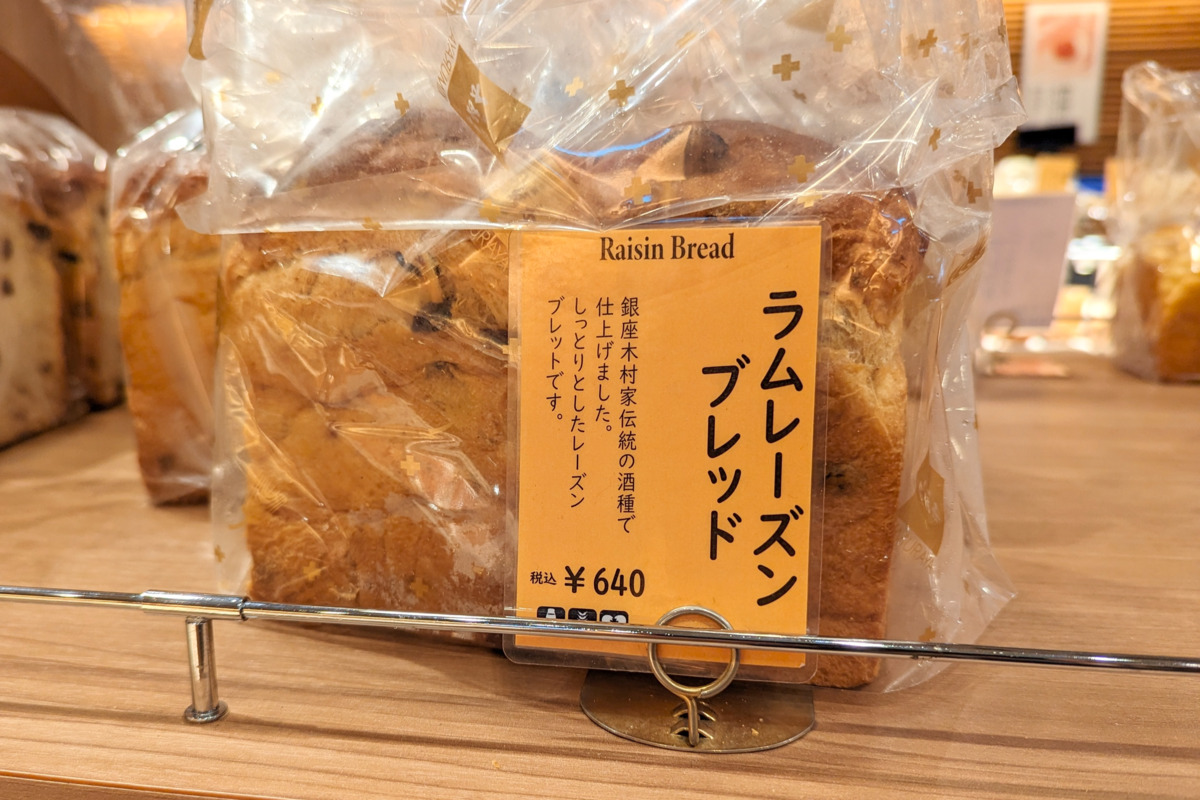 Raisin Bread
ラムレーズン
ブレッド
銀座木村家伝統の酒種で
仕上げました。
しっとりとしたレーズン
ブレットです。
税込 ¥640